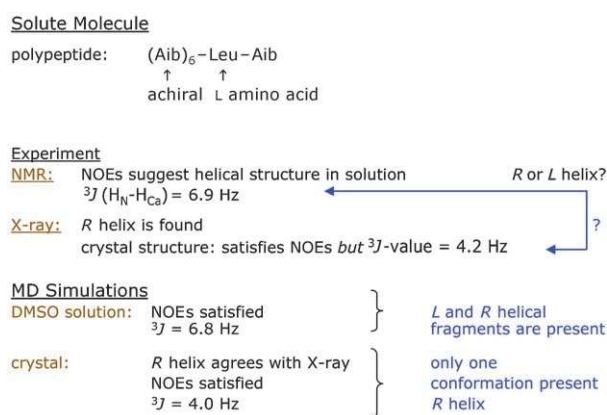 Solute Molecule
polypeptide: (Aib)₆–Leu–Aib
↑ ↑
achiral L amino acid
Experiment
NMR: NOEs suggest helical structure in solution R or L helix?
³J (H_N-H_Ca) = 6.9 Hz
X-ray: R helix is found ?
crystal structure: satisfies NOEs but ³J-value = 4.2 Hz
MD Simulations
DMSO solution: NOEs satisfied L and R helical
³J = 6.8 Hz fragments are present
crystal: R helix agrees with X-ray only one
NOEs satisfied conformation present
³J = 4.0 Hz R helix